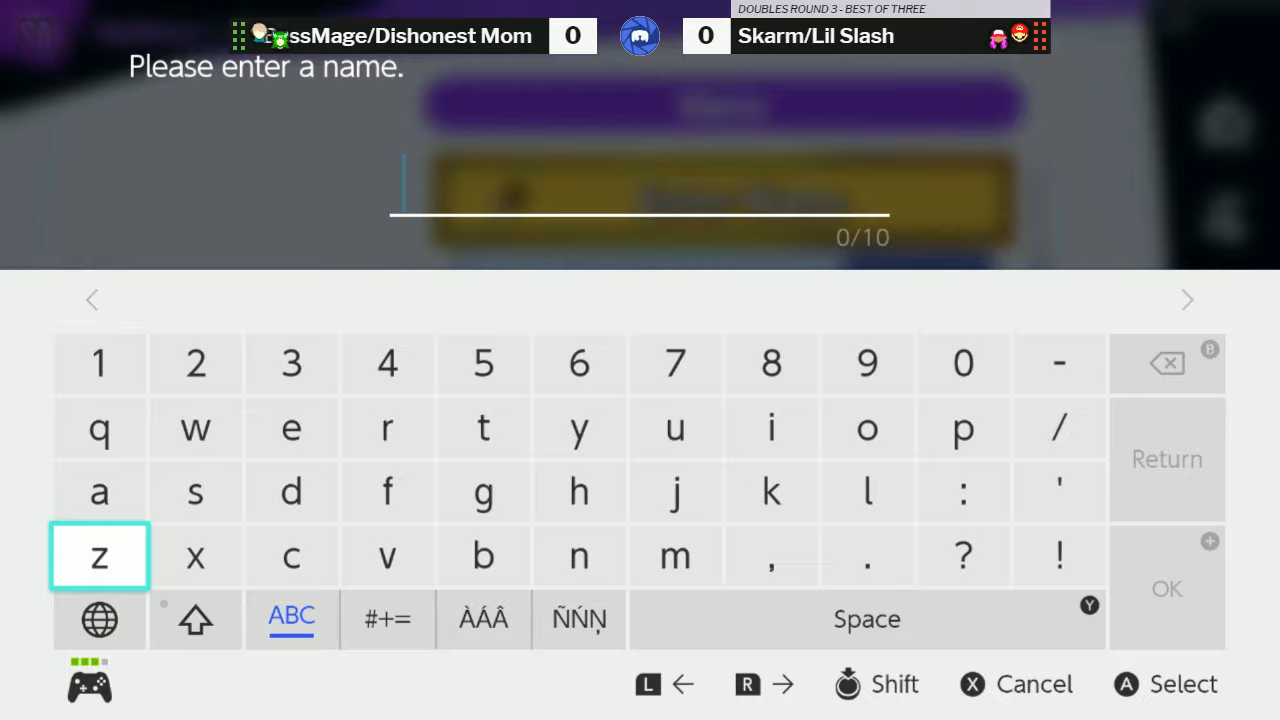 DOUBLES ROUND 3 - BEST OF THREE
ssMage/Dishonest Mom 0 0 Skarm/Lil Slash
Please enter a name.
0/10
1 2 3 4 5 6 7 8 9 0 - B
q w e r t y u i o p /
Return
a s d f g h j k l : '
z x c v b n m , . ? ! +
OK
ABC #+= ÀÁÂ ÑŃŅ Space Y
L ← R → Shift X Cancel A Select